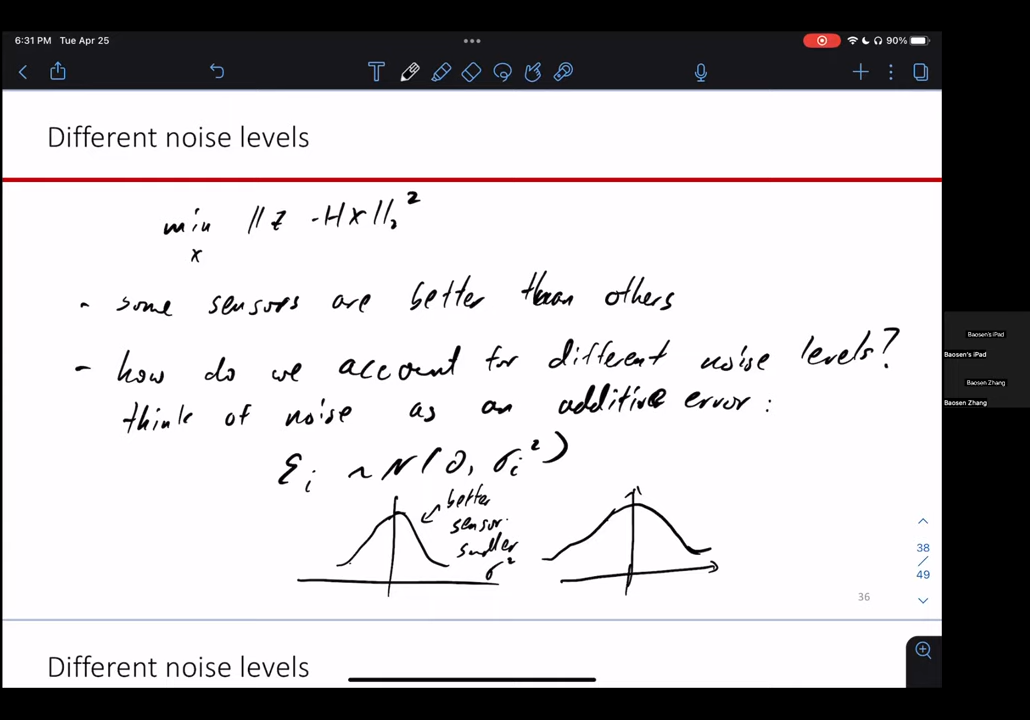 6:31 PM Tue Apr 25
90%
Different noise levels
min ‖z - Hx‖₂²
x
- some sensors are better than others
- how do we account for different noise levels?
think of noise as an additive error:
εᵢ ~ N(0, σᵢ²)
better
sensor.
smaller
σ²
38
/
49
36
Different noise levels
Baosen's iPad
Baosen's iPad
Baosen Zhang
Baosen Zhang